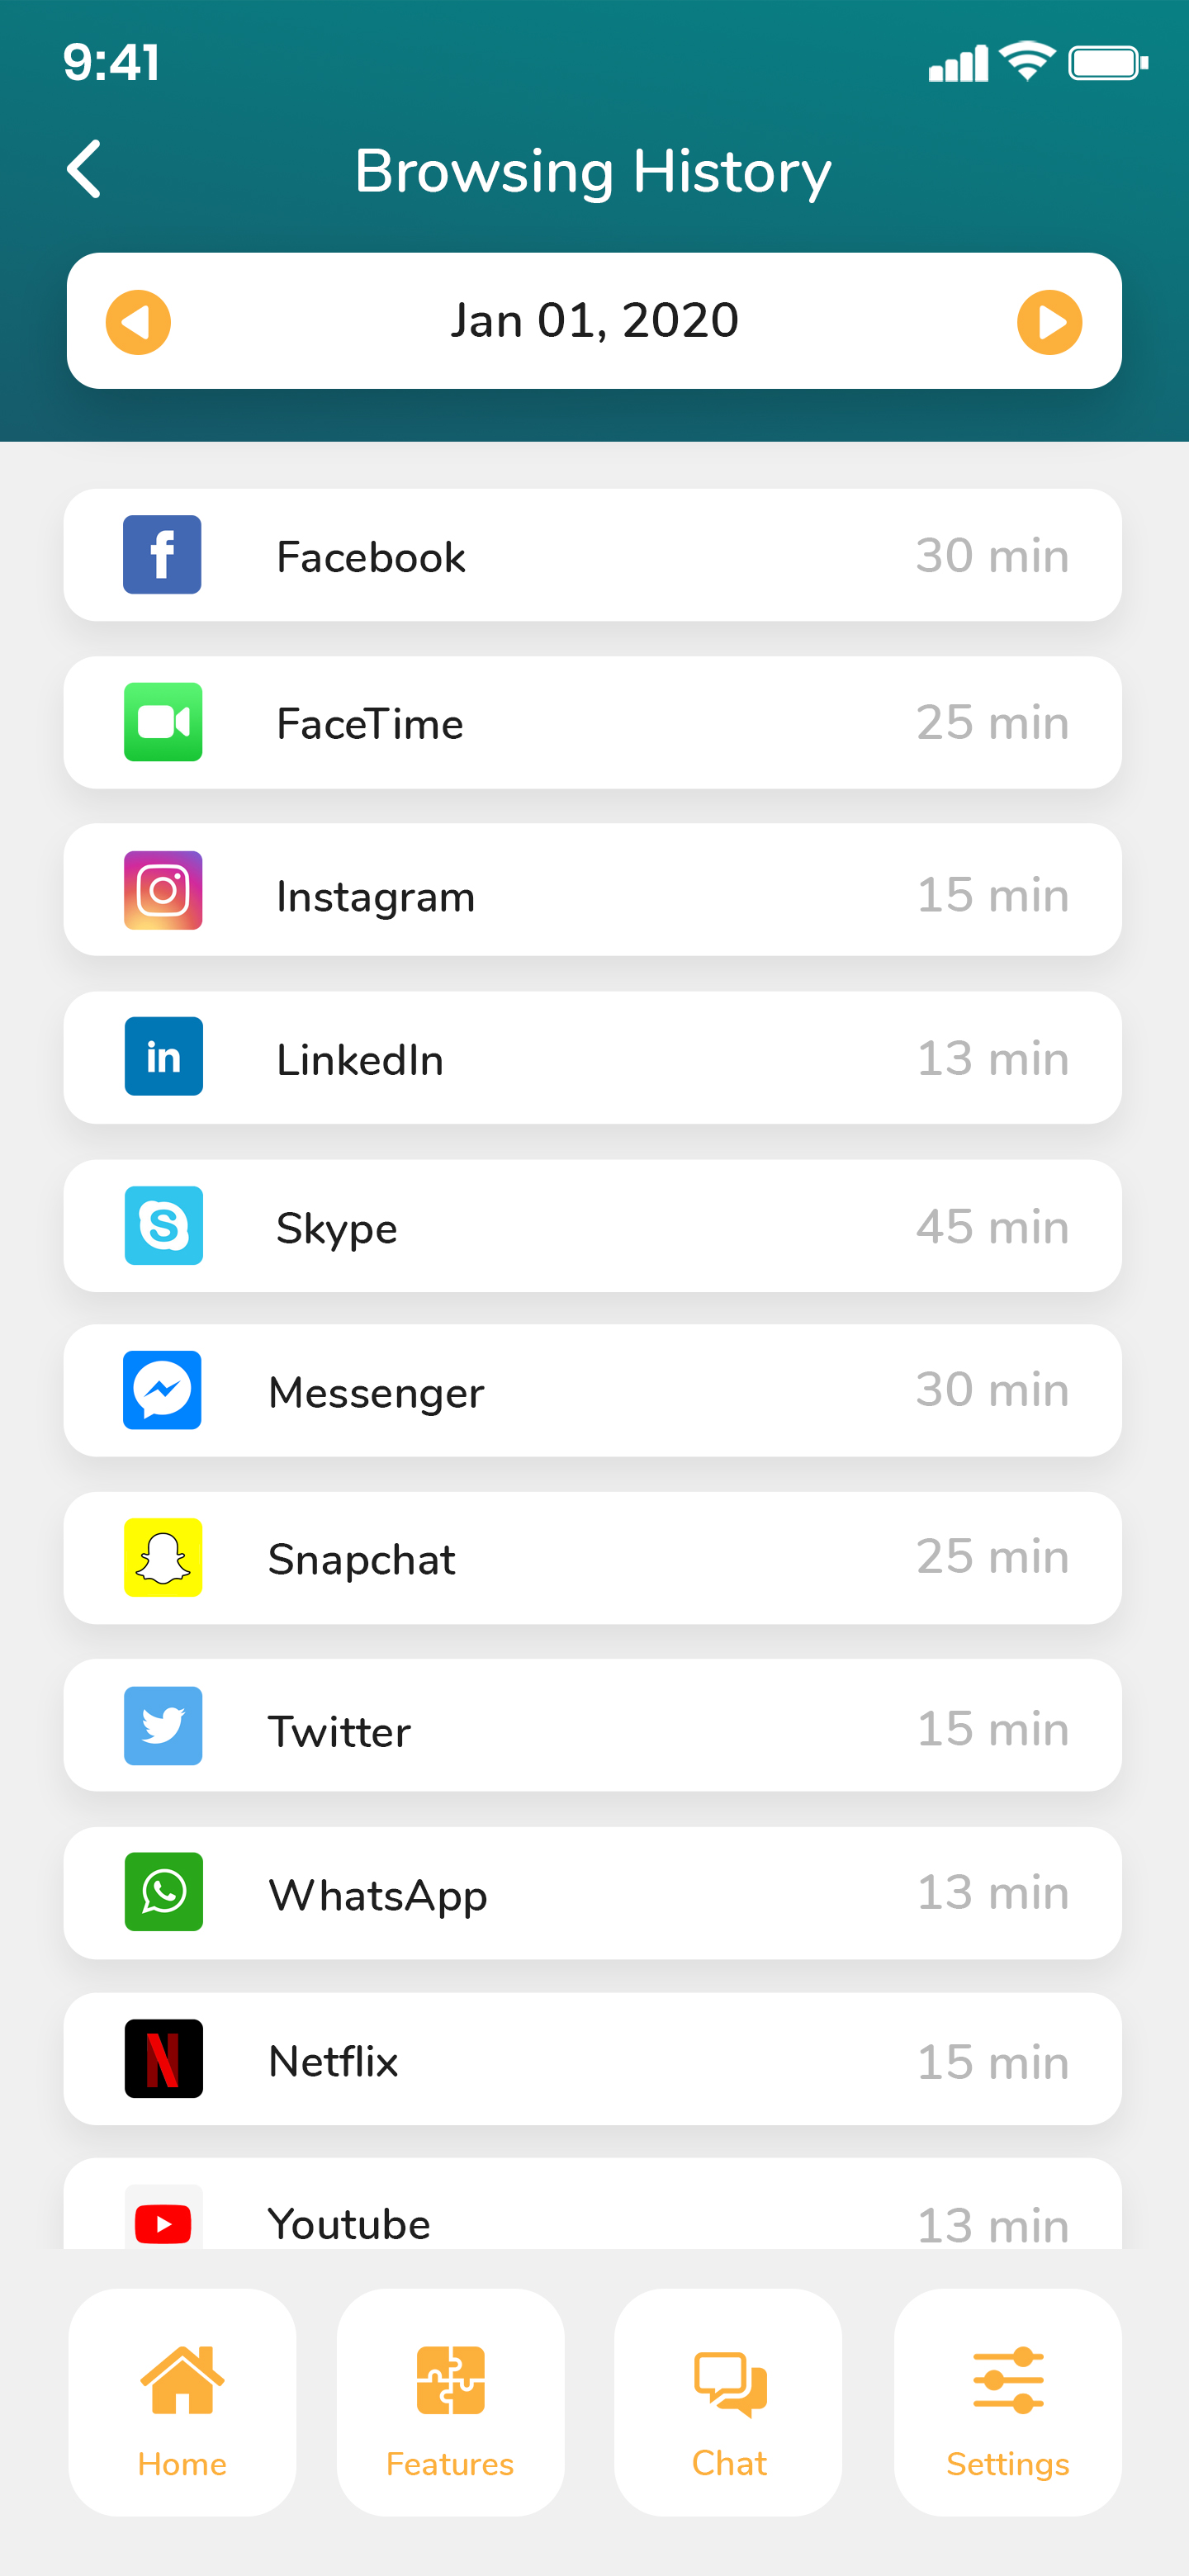 9:41
Browsing History
Jan 01, 2020
Facebook 30 min
FaceTime 25 min
Instagram 15 min
LinkedIn 13 min
Skype 45 min
Messenger 30 min
Snapchat 25 min
Twitter 15 min
WhatsApp 13 min
Netflix 15 min
Youtube 13 min
Home Features Chat Settings